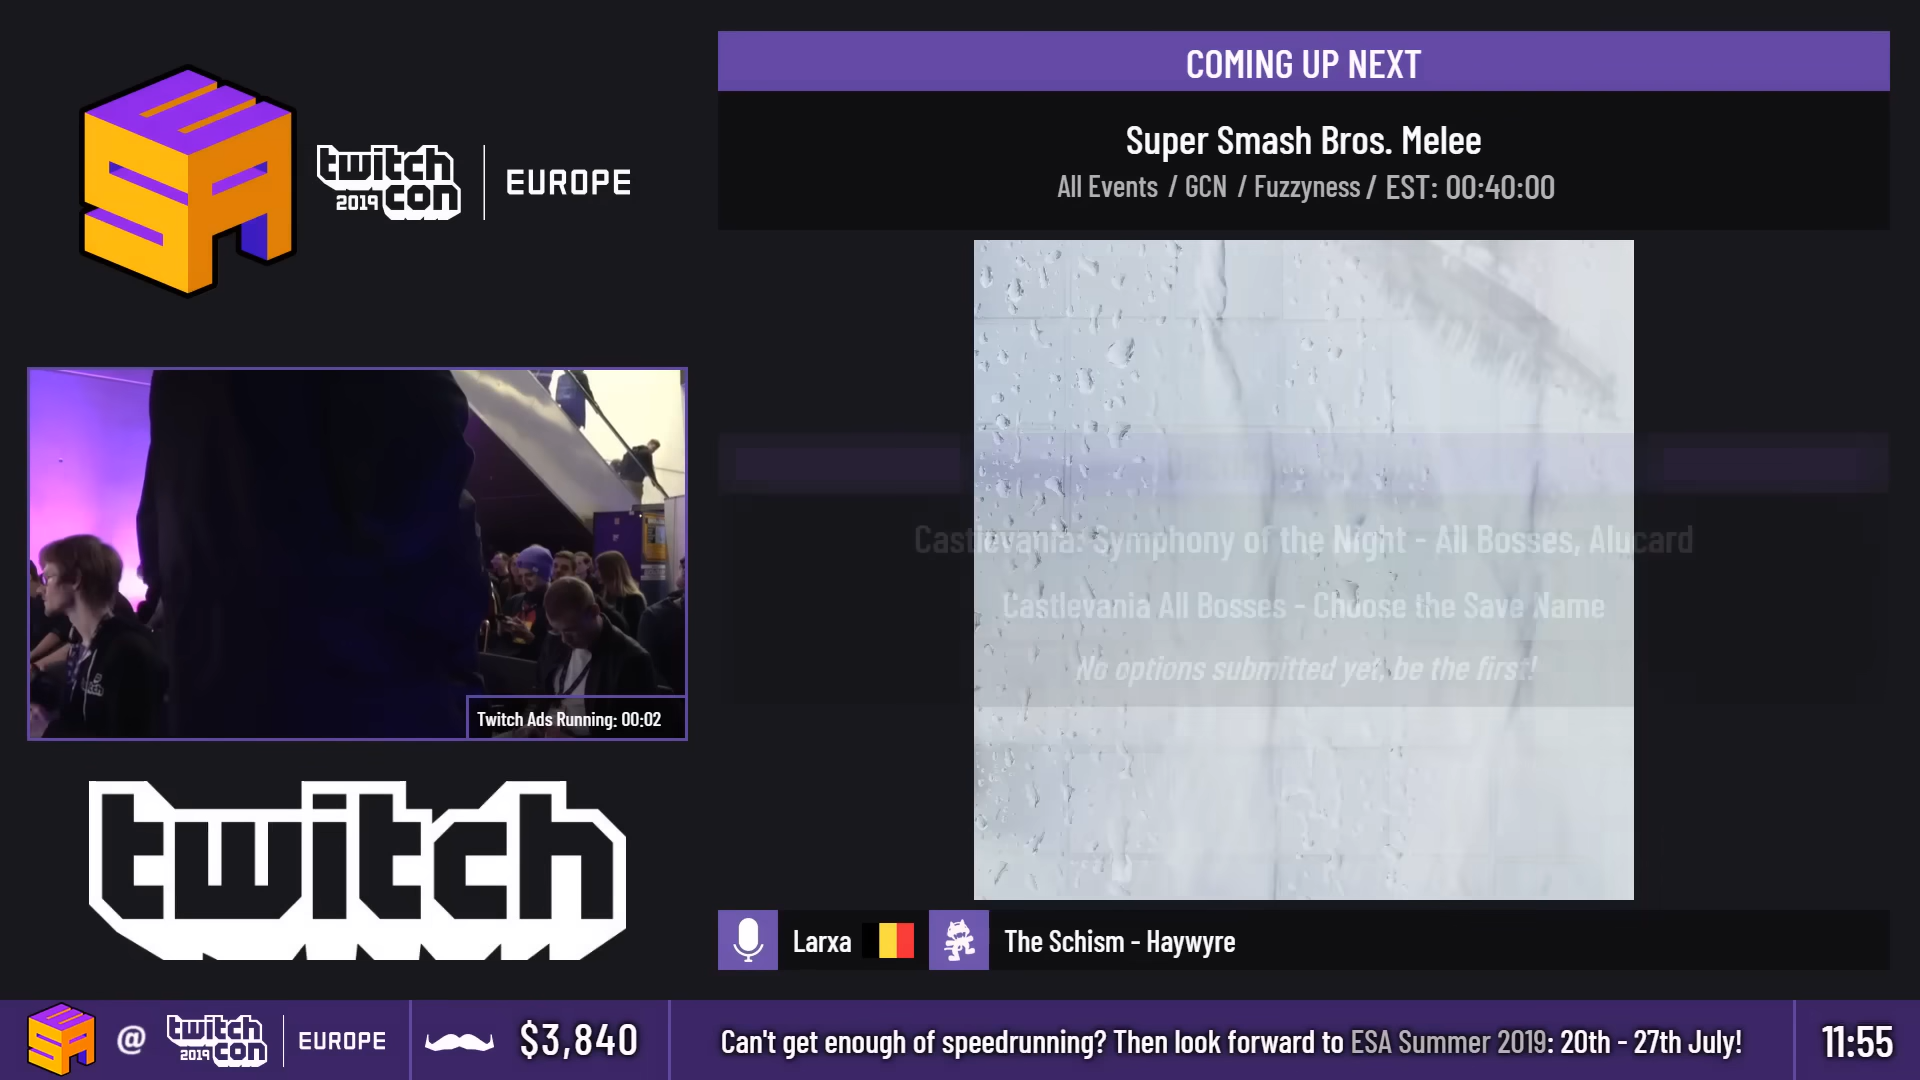 ESA
twitch
con
2019
EUROPE
COMING UP NEXT
Super Smash Bros. Melee
All Events / GCN / Fuzzyness / EST: 00:40:00
Castlevania: Symphony of the Night - All Bosses, Alucard
Castlevania All Bosses - Choose the Save Name
No options submitted yet, be the first!
Twitch Ads Running: 00:02
twitch
Larxa
The Schism - Haywyre
ESA
@
twitch
con
2019
EUROPE
$3,840
Can't get enough of speedrunning? Then look forward to ESA Summer 2019: 20th - 27th July!
11:55